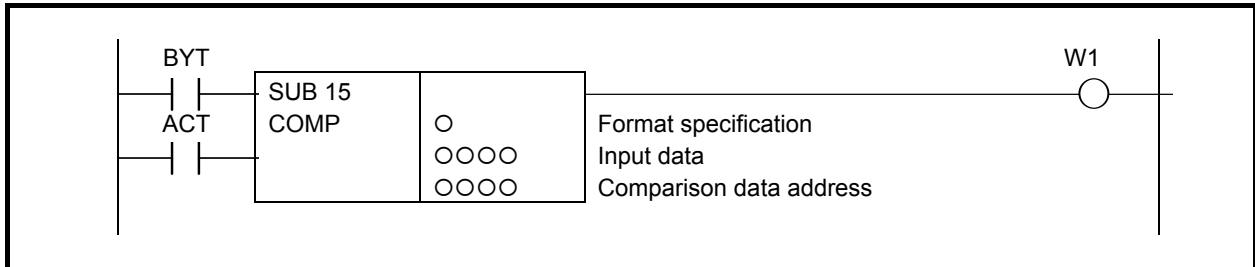 BYT W1
SUB 15
ACT COMP ○ Format specification
○○○○ Input data
○○○○ Comparison data address